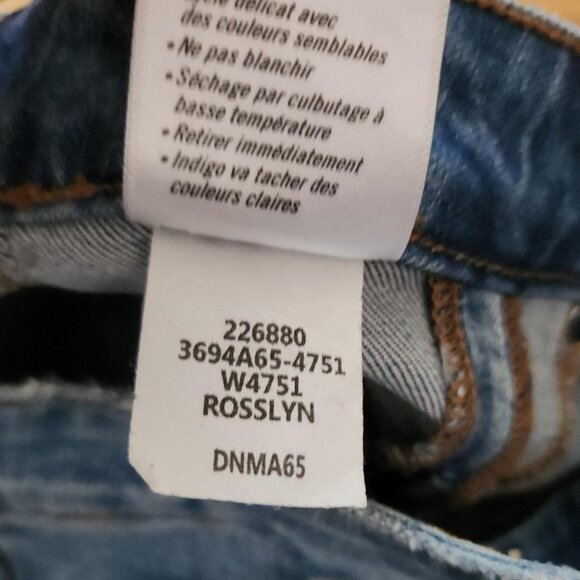 délicat avec
des couleurs semblables
• Ne pas blanchir
• Séchage par culbutage à
basse température
• Retirer immédiatement
• Indigo va tacher des
couleurs claires
226880
3694A65-4751
W4751
ROSSLYN
DNMA65